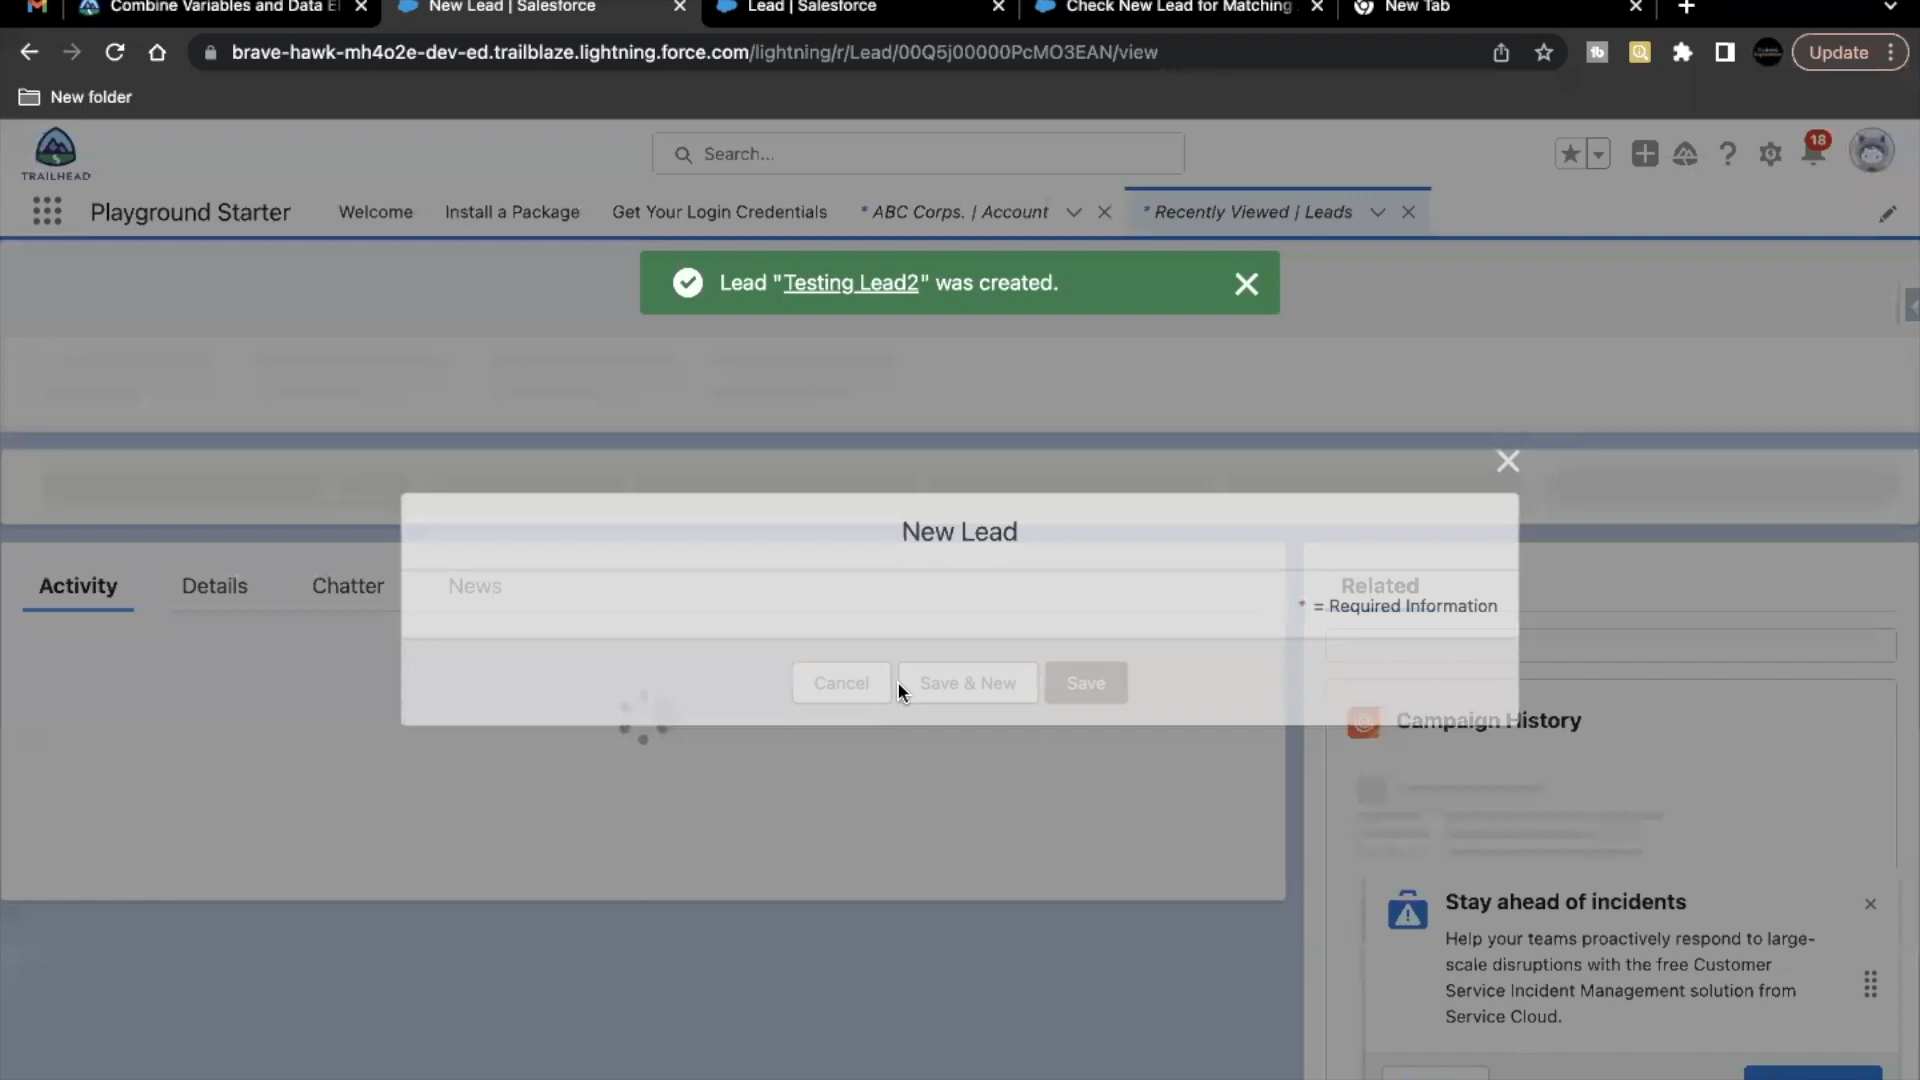 Combine Variables and Data El
New Lead | Salesforce
Lead | Salesforce
Check New Lead for Matching
New Tab
brave-hawk-mh4o2e-dev-ed.trailblaze.lightning.force.com/lightning/r/Lead/00Q5j00000PcMO3EAN/view
Update
New folder
TRAILHEAD
Search...
18
Playground Starter
Welcome
Install a Package
Get Your Login Credentials
* ABC Corps. | Account
* Recently Viewed | Leads
Lead "Testing Lead2" was created.
New Lead
Activity
Details
Chatter
News
Related
* = Required Information
Cancel
Save & New
Save
Campaign History
Stay ahead of incidents
Help your teams proactively respond to large-
scale disruptions with the free Customer
Service Incident Management solution from
Service Cloud.